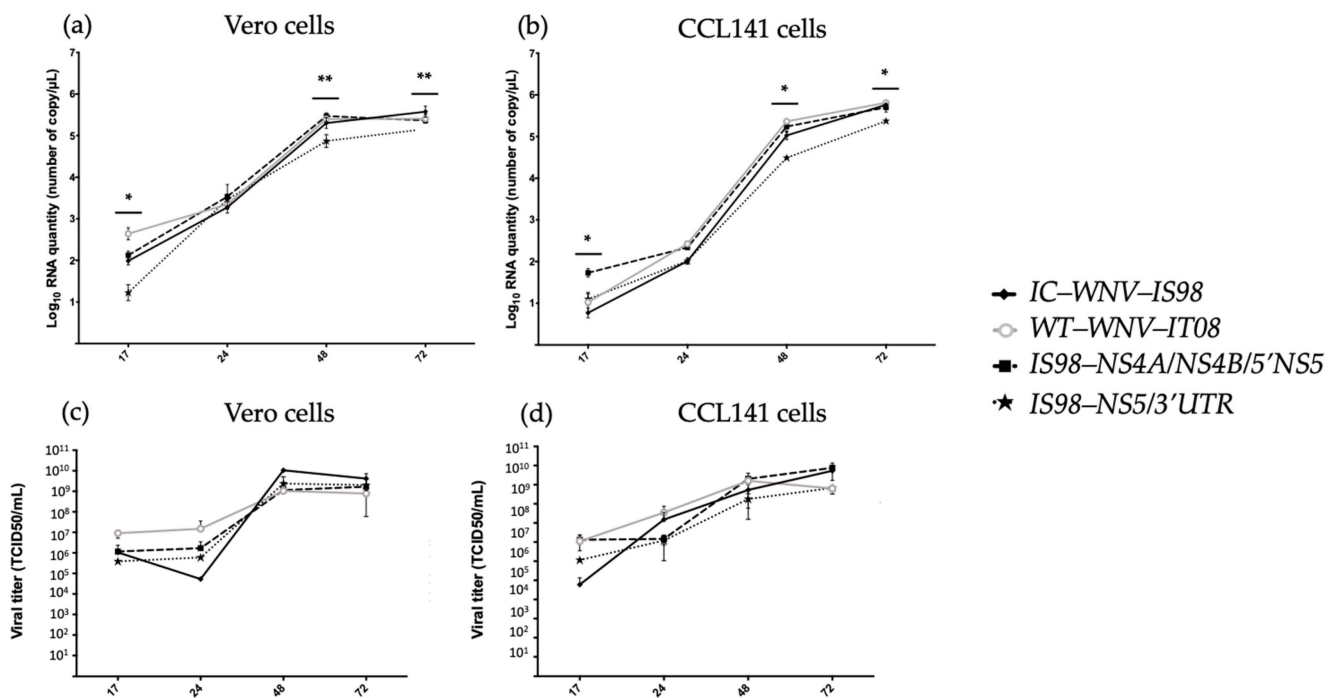 (a) Vero cells
Log10 RNA quantity (number of copy/µL)
7
6
5
4
3
2
1
*
**
**
17 24 48 72
(b) CCL141 cells
Log10 RNA quantity (number of copy/µL)
7
6
5
4
3
2
1
*
*
*
17 24 48 72
IC–WNV–IS98
WT–WNV–IT08
IS98–NS4A/NS4B/5’NS5
IS98–NS5/3’UTR
(c) Vero cells
Viral titer (TCID50/mL)
10¹¹
10¹⁰
10⁹
10⁸
10⁷
10⁶
10⁵
10⁴
10³
10²
10¹
17 24 48 72
(d) CCL141 cells
Viral titer (TCID50/mL)
10¹¹
10¹⁰
10⁹
10⁸
10⁷
10⁶
10⁵
10⁴
10³
10²
10¹
17 24 48 72